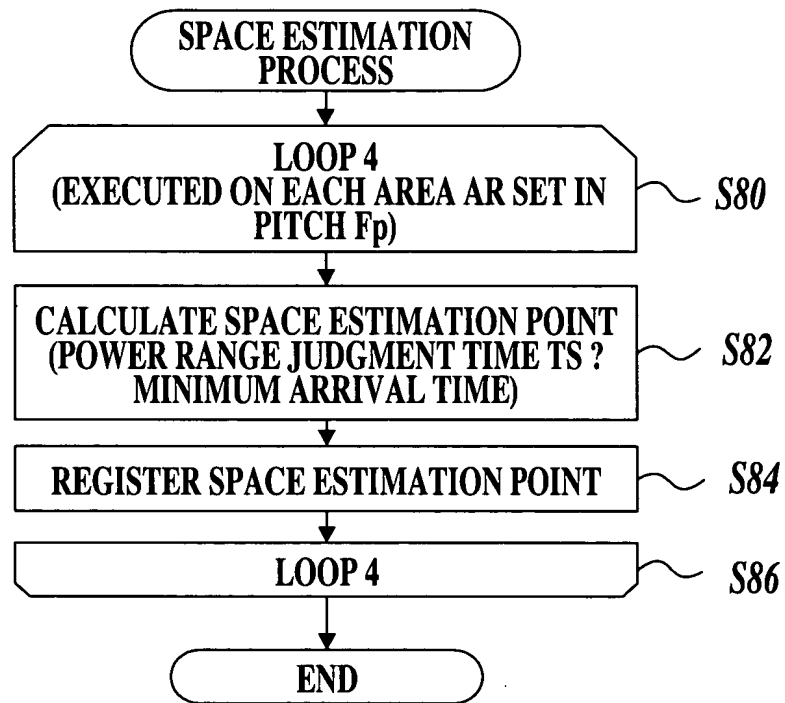 SPACE ESTIMATION
PROCESS
LOOP 4
(EXECUTED ON EACH AREA AR SET IN
PITCH Fp)
S80
CALCULATE SPACE ESTIMATION POINT
(POWER RANGE JUDGMENT TIME TS ?
MINIMUM ARRIVAL TIME)
S82
REGISTER SPACE ESTIMATION POINT
S84
LOOP 4
S86
END